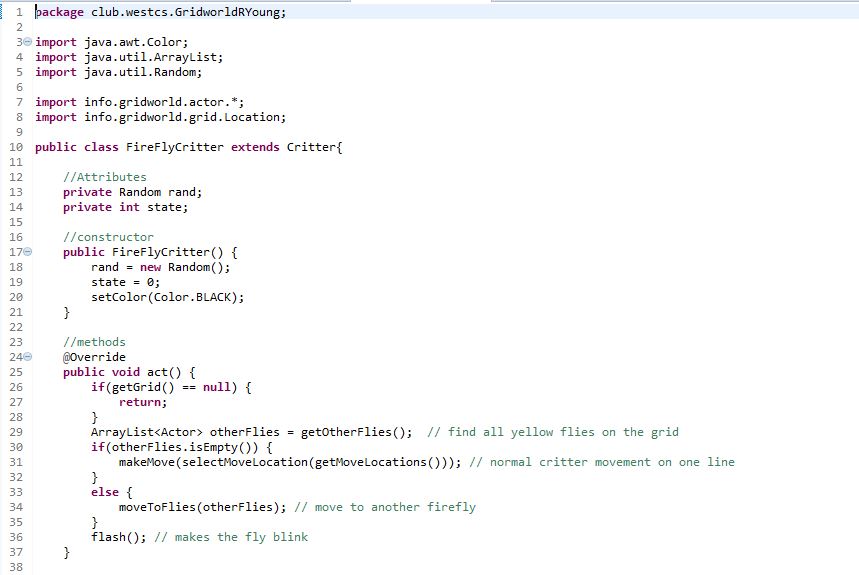 1 package club.westcs.GridworldRYoung;
2
3 import java.awt.Color;
4 import java.util.ArrayList;
5 import java.util.Random;
6
7 import info.gridworld.actor.*;
8 import info.gridworld.grid.Location;
9
10 public class FireFlyCritter extends Critter{
11
12     //Attributes
13     private Random rand;
14     private int state;
15
16     //constructor
17     public FireFlyCritter() {
18         rand = new Random();
19         state = 0;
20         setColor(Color.BLACK);
21     }
22
23     //methods
24     @Override
25     public void act() {
26         if(getGrid() == null) {
27             return;
28         }
29         ArrayList<Actor> otherFlies = getOtherFlies();  // find all yellow flies on the grid
30         if(otherFlies.isEmpty()) {
31             makeMove(selectMoveLocation(getMoveLocations())); // normal critter movement on one line
32         }
33         else {
34             moveToFlies(otherFlies); // move to another firefly
35         }
36         flash(); // makes the fly blink
37     }
38